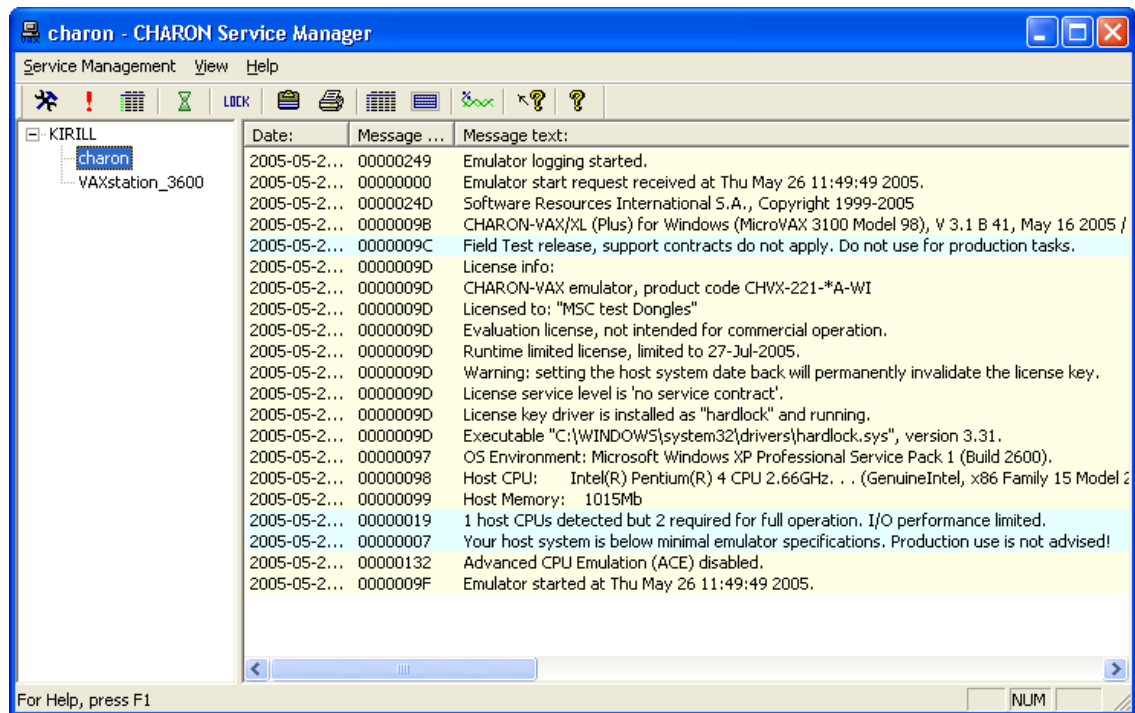 charon - CHARON Service Manager
Service Management View Help
LOCK
KIRILL
charon
VAXstation_3600
Date: Message ... Message text:
2005-05-2... 00000249 Emulator logging started.
2005-05-2... 00000000 Emulator start request received at Thu May 26 11:49:49 2005.
2005-05-2... 0000024D Software Resources International S.A., Copyright 1999-2005
2005-05-2... 0000009B CHARON-VAX/XL (Plus) for Windows (MicroVAX 3100 Model 98), V 3.1 B 41, May 16 2005 /
2005-05-2... 0000009C Field Test release, support contracts do not apply. Do not use for production tasks.
2005-05-2... 0000009D License info:
2005-05-2... 0000009D CHARON-VAX emulator, product code CHVX-221-*A-WI
2005-05-2... 0000009D Licensed to: "MSC test Dongles"
2005-05-2... 0000009D Evaluation license, not intended for commercial operation.
2005-05-2... 0000009D Runtime limited license, limited to 27-Jul-2005.
2005-05-2... 0000009D Warning: setting the host system date back will permanently invalidate the license key.
2005-05-2... 0000009D License service level is 'no service contract'.
2005-05-2... 0000009D License key driver is installed as "hardlock" and running.
2005-05-2... 0000009D Executable "C:\WINDOWS\system32\drivers\hardlock.sys", version 3.31.
2005-05-2... 00000097 OS Environment: Microsoft Windows XP Professional Service Pack 1 (Build 2600).
2005-05-2... 00000098 Host CPU: Intel(R) Pentium(R) 4 CPU 2.66GHz. . . (GenuineIntel, x86 Family 15 Model 2
2005-05-2... 00000099 Host Memory: 1015Mb
2005-05-2... 00000019 1 host CPUs detected but 2 required for full operation. I/O performance limited.
2005-05-2... 00000007 Your host system is below minimal emulator specifications. Production use is not advised!
2005-05-2... 00000132 Advanced CPU Emulation (ACE) disabled.
2005-05-2... 0000009F Emulator started at Thu May 26 11:49:49 2005.
For Help, press F1 NUM